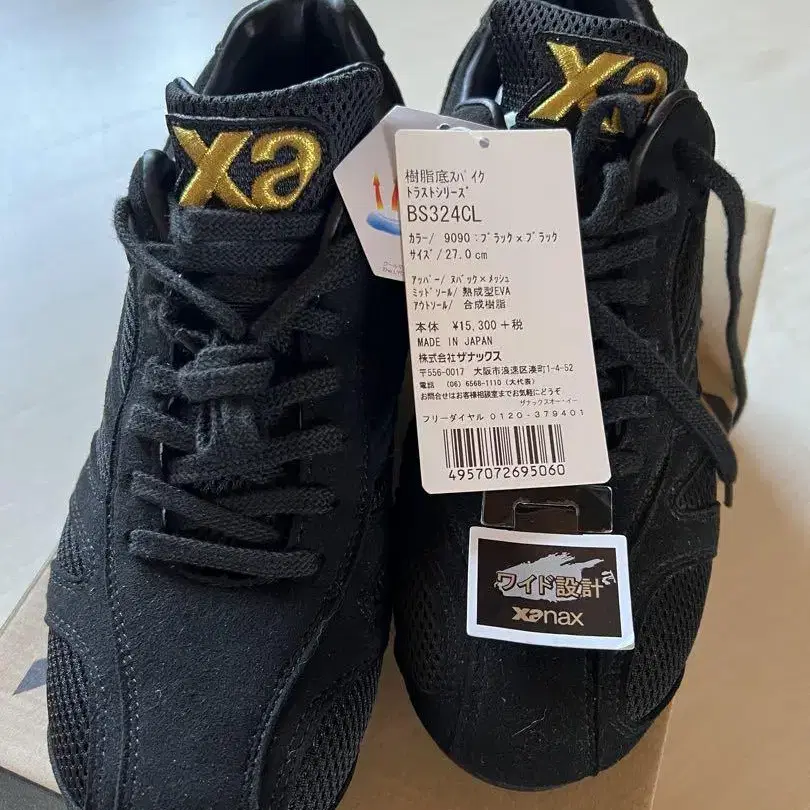 xa
xa
樹脂底スパイク
トラストシリーズ
BS324CL
カラー/ 9090:ブラック×ブラック
サイズ/27.0cm
アッパー/ ヌバック×メッシュ
ミッドソール/ 熟成型EVA
アウトソール/ 合成樹脂
本体 ¥15,300+税
MADE IN JAPAN
株式会社ザナックス
〒556-0017 大阪市浪速区湊町1-4-52
電話 (06) 6568-1110 (大代表)
お問合せはお客様相談室までお気軽にどうぞ
ザナックスオー・イー
フリーダイヤル 0120-379401
4957072695060
ワイド設計
xanax